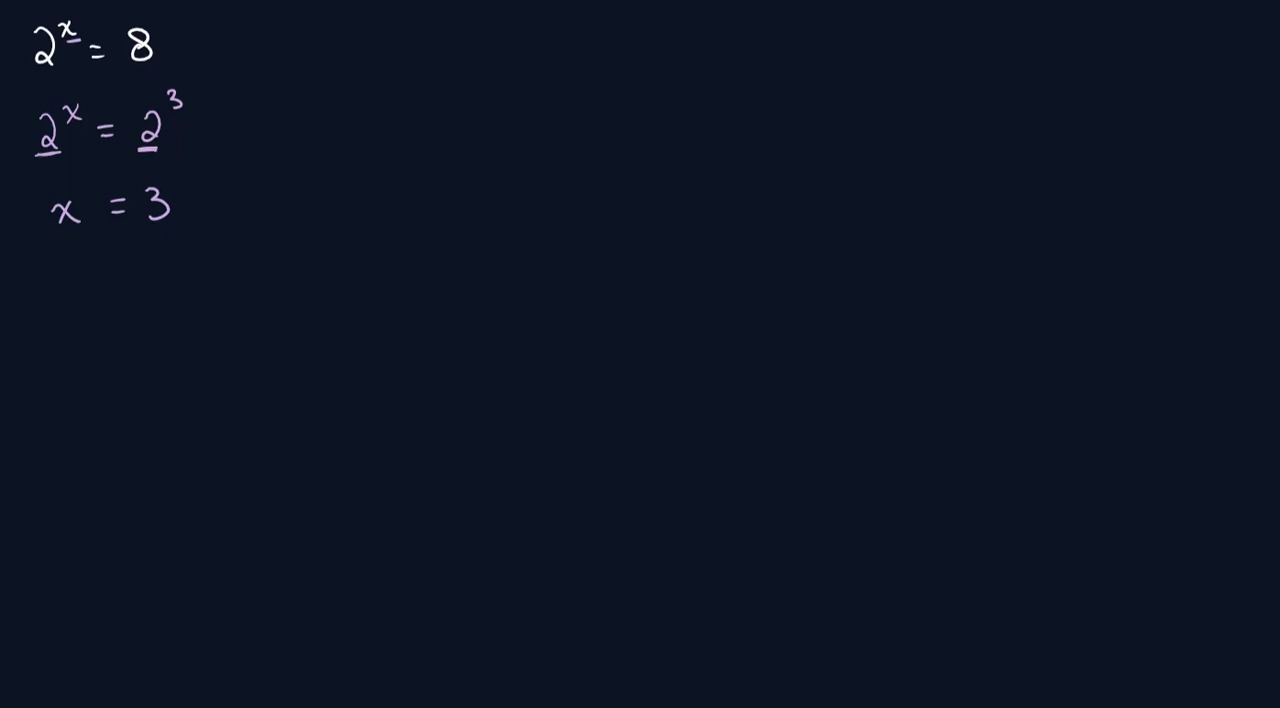 2^x = 8
2^x = 2^3
x = 3